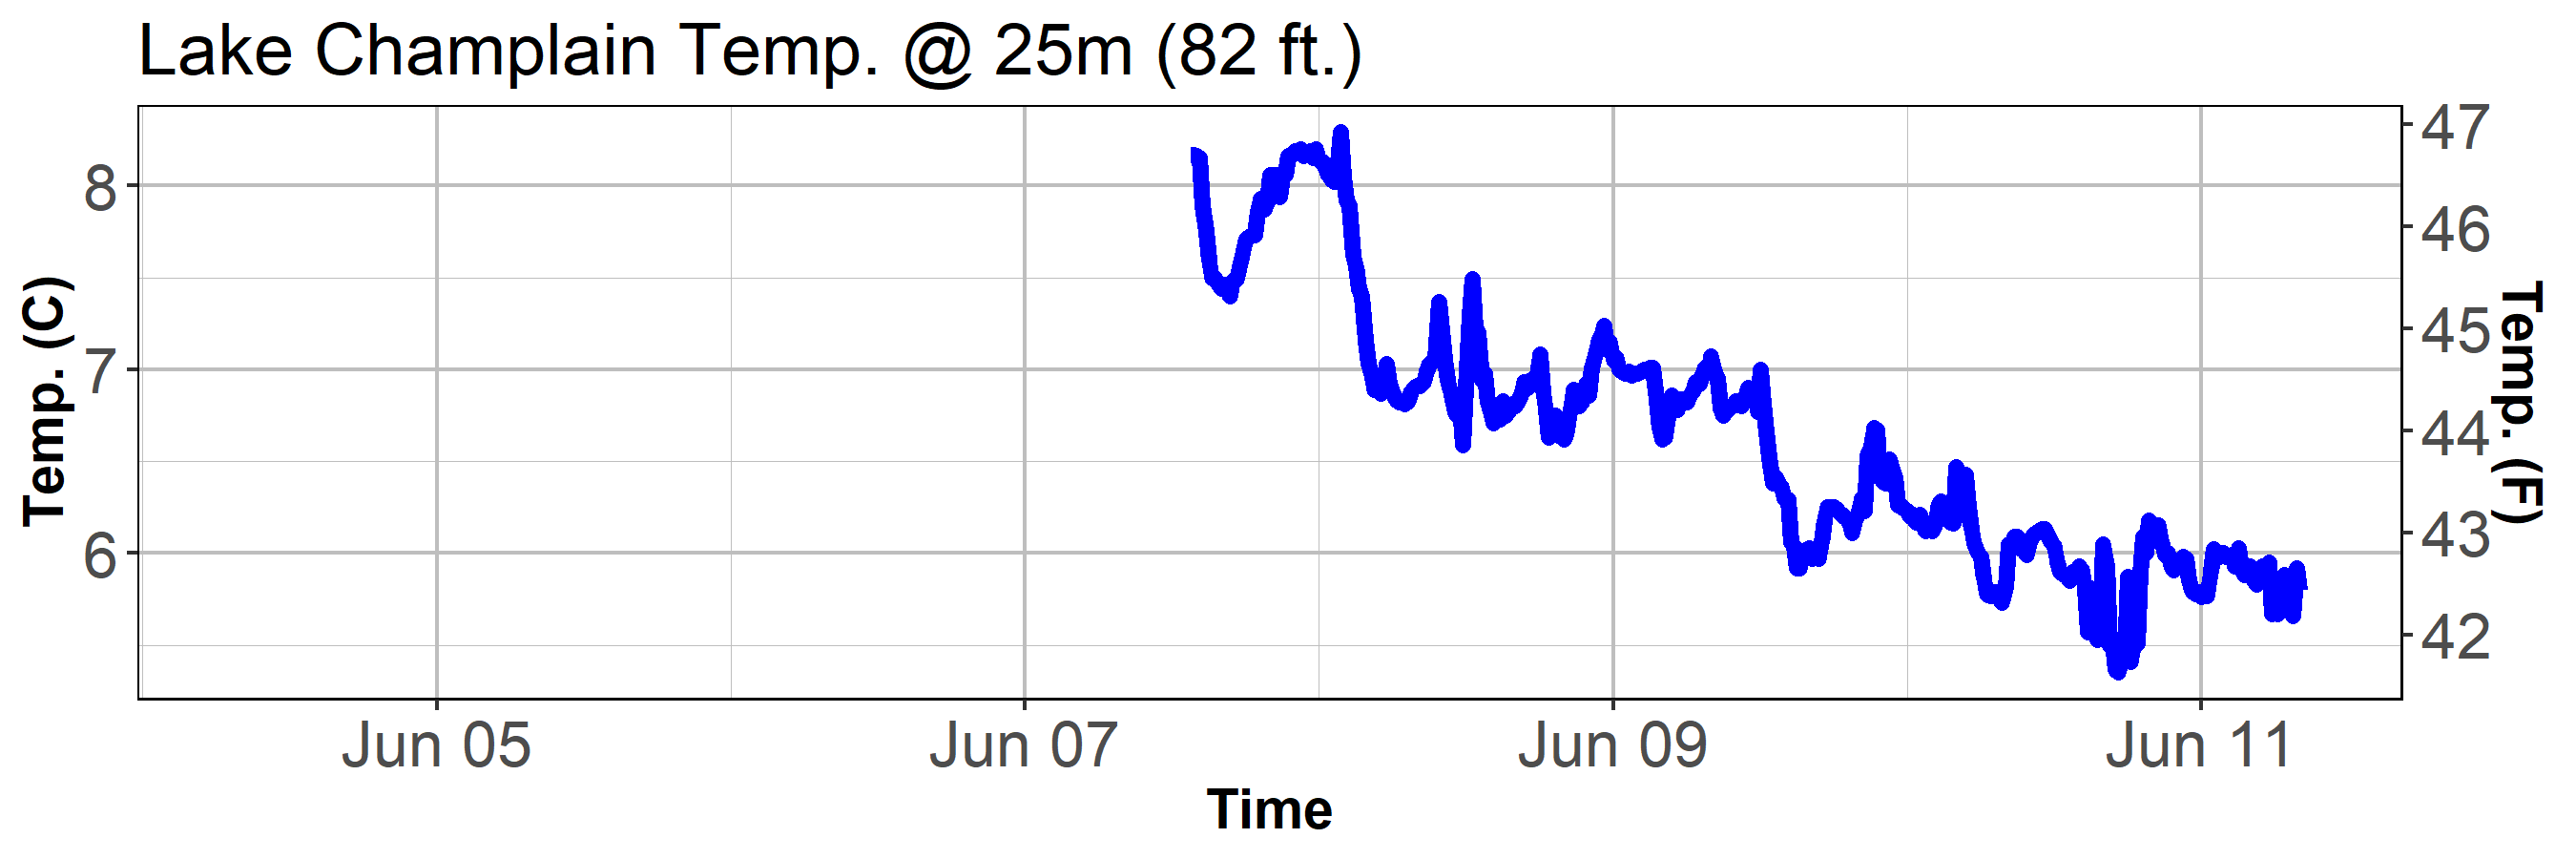 Lake Champlain Temp. @ 25m (82 ft.)
Temp. (C)
8
7
6
47
46
45
44
43
42
Temp. (F)
Jun 05
Jun 07
Jun 09
Jun 11
Time